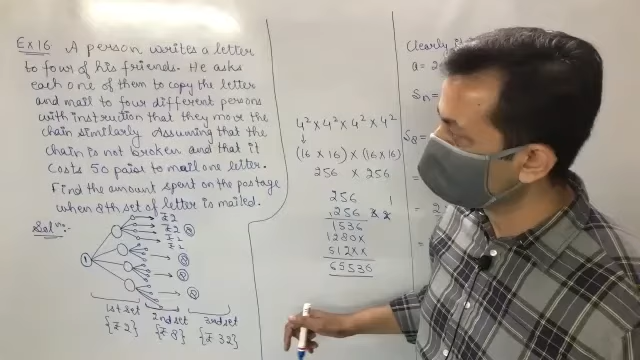 Ex 16 A person writes a letter
to four of his friends. He asks
each one of them to copy the letter
and mail to four different persons
with instruction that they move the
chain similarly. Assuming that the
chain is not broken and that it
costs 50 paise to mail one letter.
Find the amount spent on the postage
when 8th set of letter is mailed.
Solⁿ:
₹ 2
₹ 2
₹ 2
₹ 2
1st set
{₹ 2}
2nd set
{₹ 8}
3rd set
{₹ 32}
4² × 4² × 4² × 4²
↓
(16 × 16) × (16 × 16)
256 × 256
256
256
1536
1280×
512××
65536
Clearly
a = 2
Sn =
S8 =
=
=